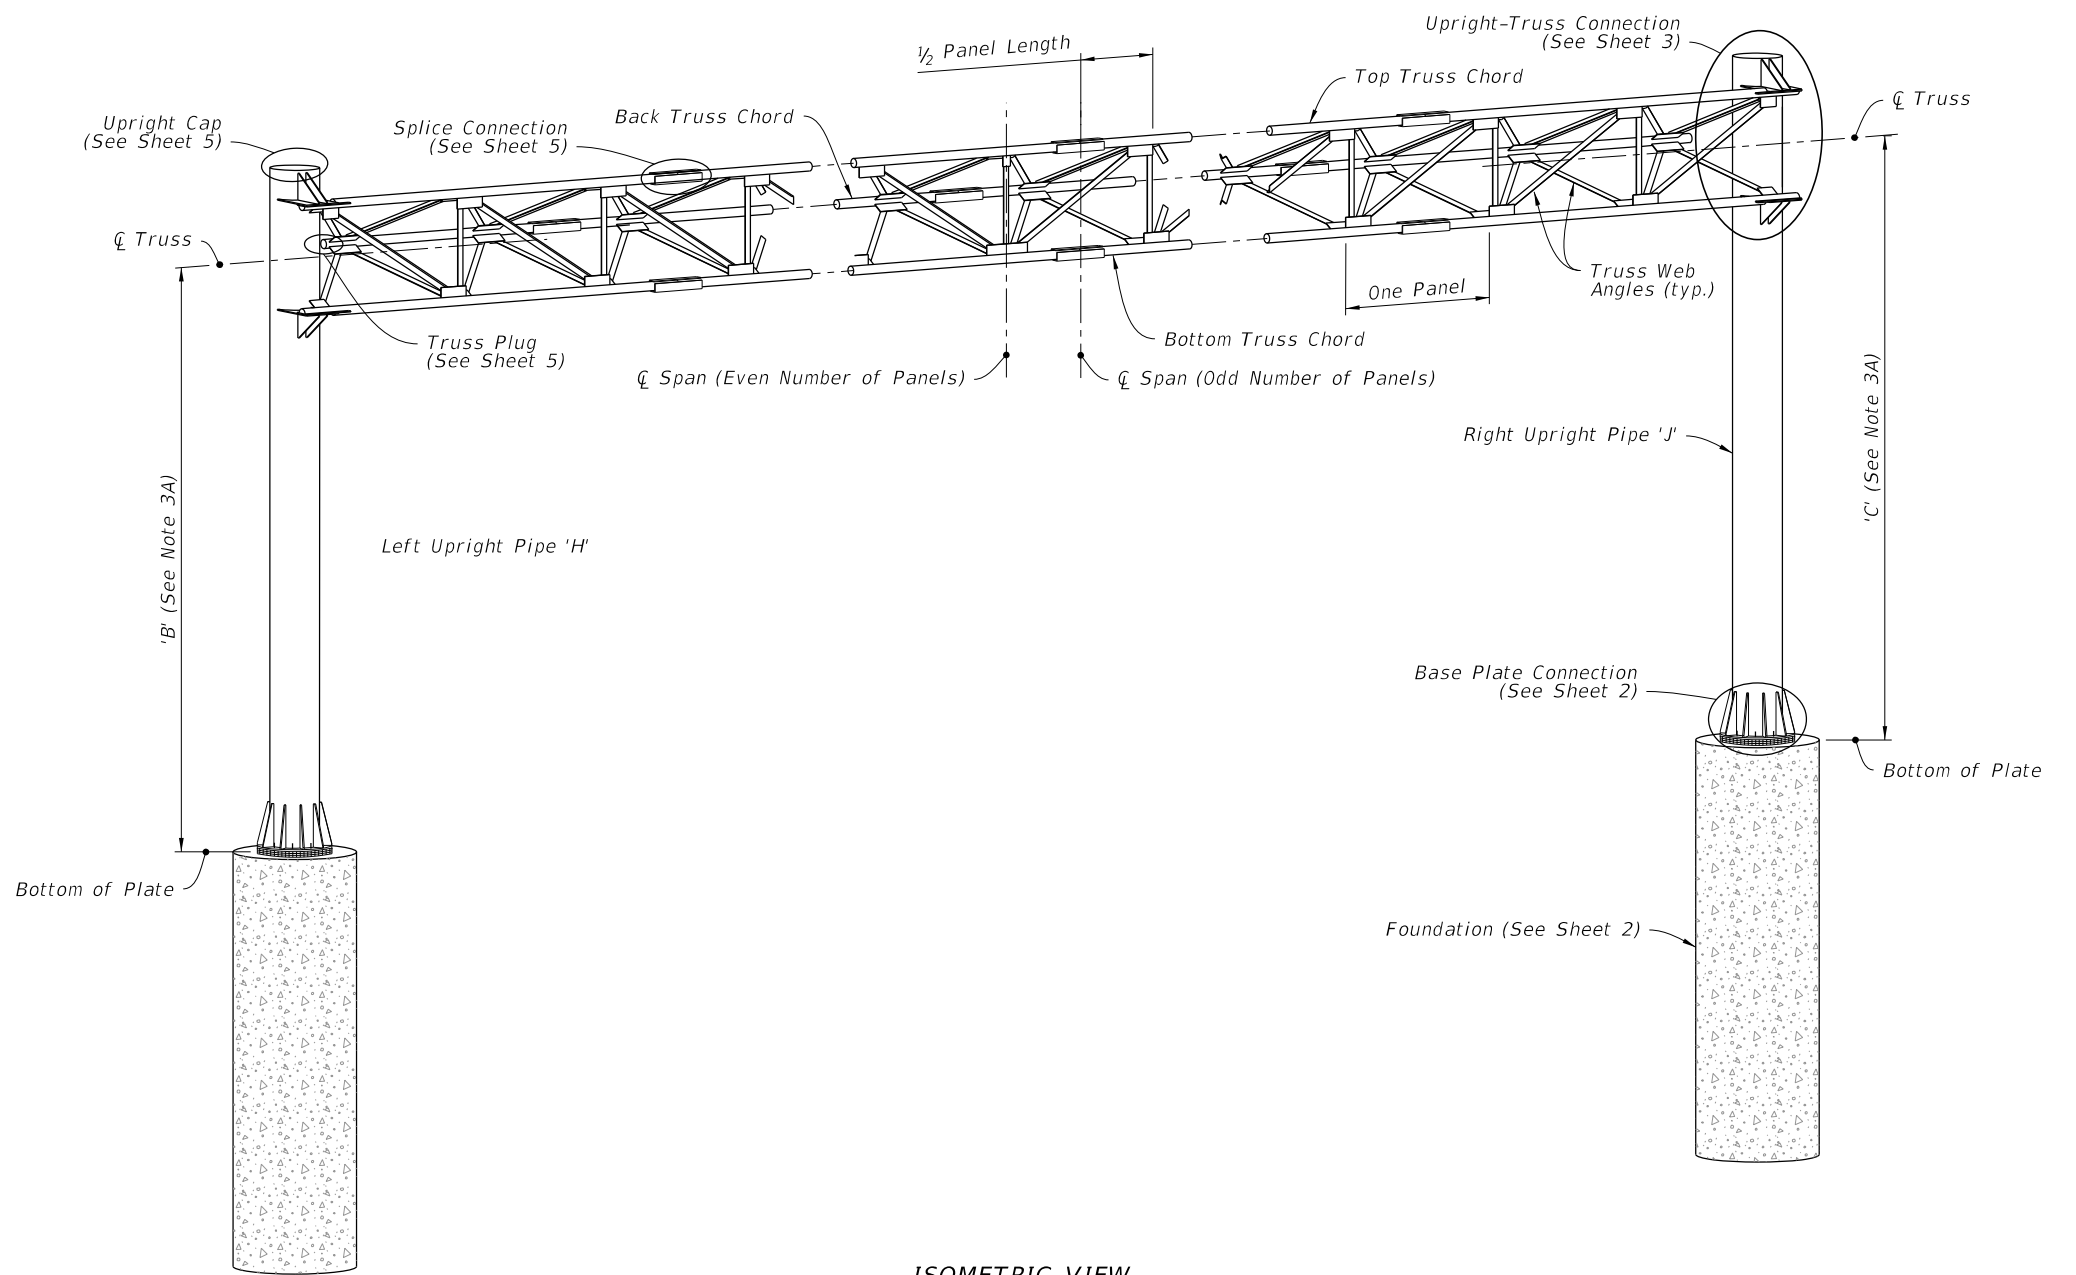 Upright-Truss Connection
(See Sheet 3)
½ Panel Length
Top Truss Chord
℄ Truss
Back Truss Chord
Upright Cap
(See Sheet 5)
Splice Connection
(See Sheet 5)
℄ Truss
Truss Web
Angles (typ.)
One Panel
Truss Plug
(See Sheet 5)
Bottom Truss Chord
℄ Span (Even Number of Panels)
℄ Span (Odd Number of Panels)
'C' (See Note 3A)
Right Upright Pipe 'J'
'B' (See Note 3A)
Left Upright Pipe 'H'
Base Plate Connection
(See Sheet 2)
Bottom of Plate
Bottom of Plate
Foundation (See Sheet 2)
ISOMETRIC VIEW